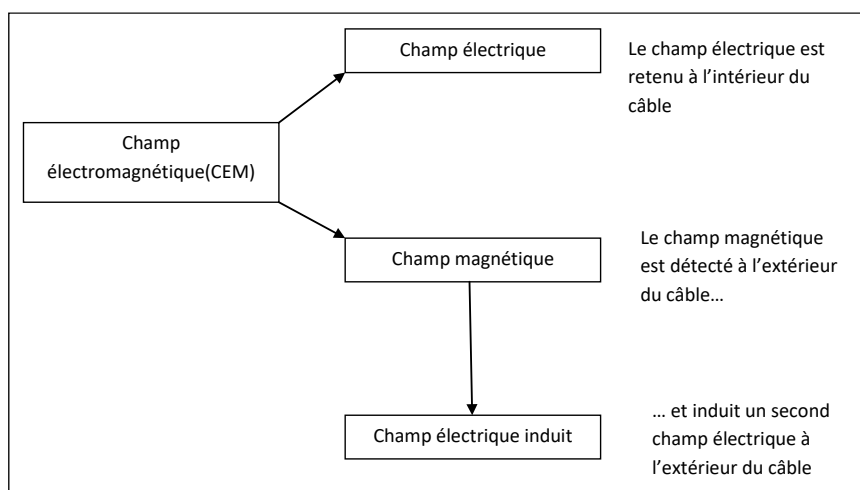 Champ électrique
Le champ électrique est
retenu à l’intérieur du
câble
Champ
électromagnétique(CEM)
Champ magnétique
Le champ magnétique
est détecté à l’extérieur
du câble…
Champ électrique induit
… et induit un second
champ électrique à
l’extérieur du câble